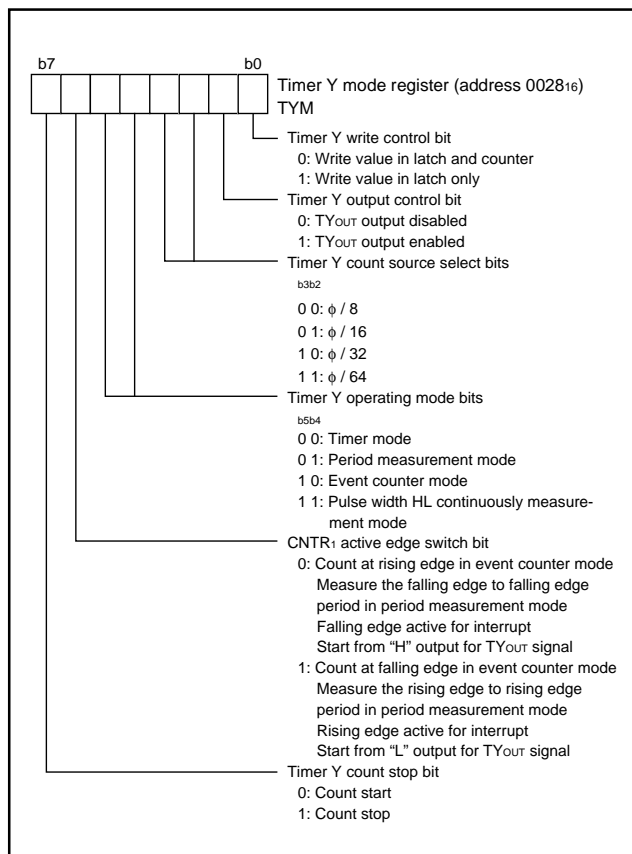 b7 b0
Timer Y mode register (address 0028₁₆)
TYM
Timer Y write control bit
0: Write value in latch and counter
1: Write value in latch only
Timer Y output control bit
0: TYOUT output disabled
1: TYOUT output enabled
Timer Y count source select bits
b3b2
0 0: ϕ / 8
0 1: ϕ / 16
1 0: ϕ / 32
1 1: ϕ / 64
Timer Y operating mode bits
b5b4
0 0: Timer mode
0 1: Period measurement mode
1 0: Event counter mode
1 1: Pulse width HL continuously measure-
ment mode
CNTR₁ active edge switch bit
0: Count at rising edge in event counter mode
Measure the falling edge to falling edge
period in period measurement mode
Falling edge active for interrupt
Start from “H” output for TYOUT signal
1: Count at falling edge in event counter mode
Measure the rising edge to rising edge
period in period measurement mode
Rising edge active for interrupt
Start from “L” output for TYOUT signal
Timer Y count stop bit
0: Count start
1: Count stop